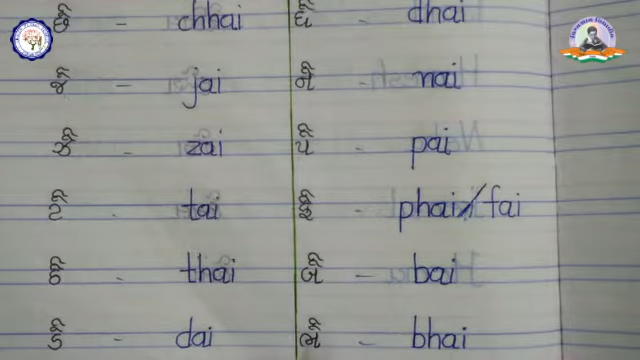 છૈ - chhai ધૈ - dhai
જૈ - jai નૈ - nai
ઝૈ - zai પૈ - pai
ટૈ - tai ફૈ - phai / fai
ઠૈ - thai બૈ - bai
ડૈ - dai ભૈ - bhai